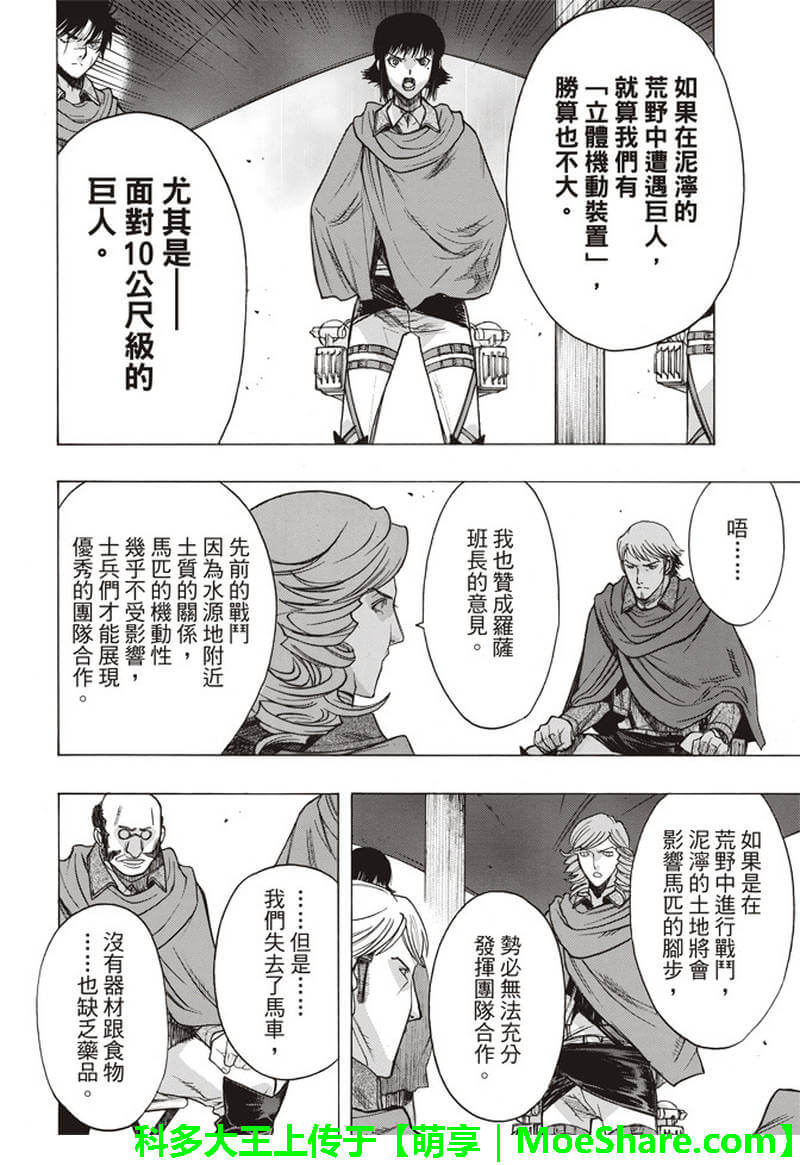 如果在泥濘的
荒野中遭遇巨人，
就算我們有
「立體機動裝置」，
勝算也不大。
尤其是——
面對10公尺級的
巨人。
唔……
我也贊成羅薩
班長的意見。
先前的戰鬥
因為水源地附近
土質的關係，
馬匹的機動性
幾乎不受影響，
士兵們才能展現
優秀的團隊合作。
如果是在
荒野中進行戰鬥，
泥濘的土地將會
影響馬匹的腳步，
勢必無法充分
發揮團隊合作。
……但是……
我們失去了馬車，
沒有器材跟食物
……也缺乏藥品。
科多大王上传于【萌享 | MoeShare.com】